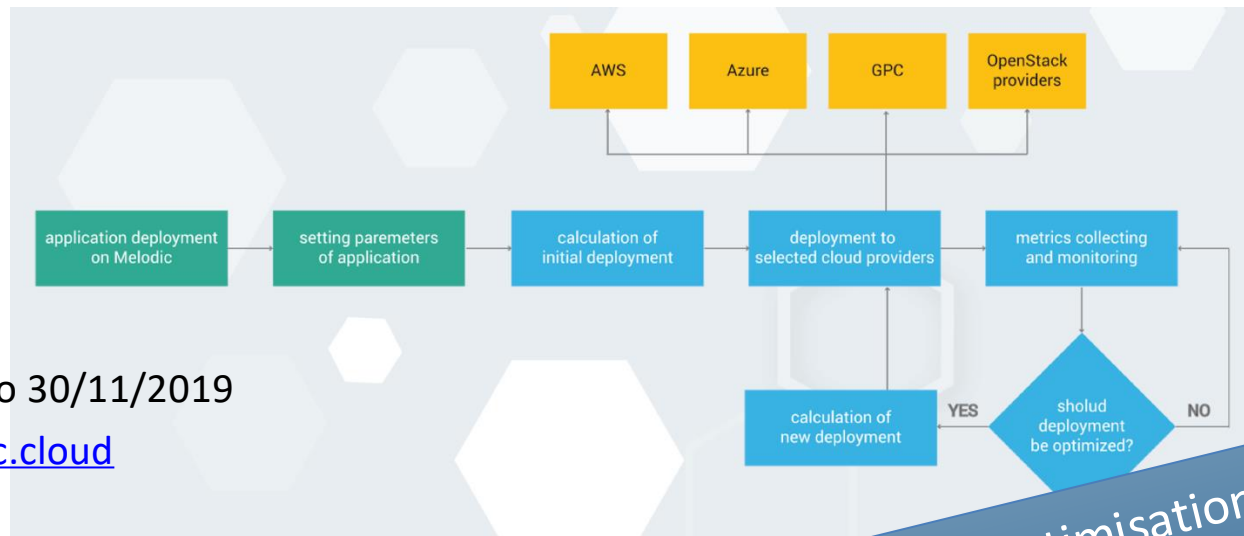 AWS
Azure
GPC
OpenStack
providers
application deployment
on Melodic
setting paremeters
of application
calculation of
initial deployment
deployment to
selected cloud providers
metrics collecting
and monitoring
30/11/2019
c.cloud
calculation of
new deployment
YES
sholud
deployment
be optimized?
NO